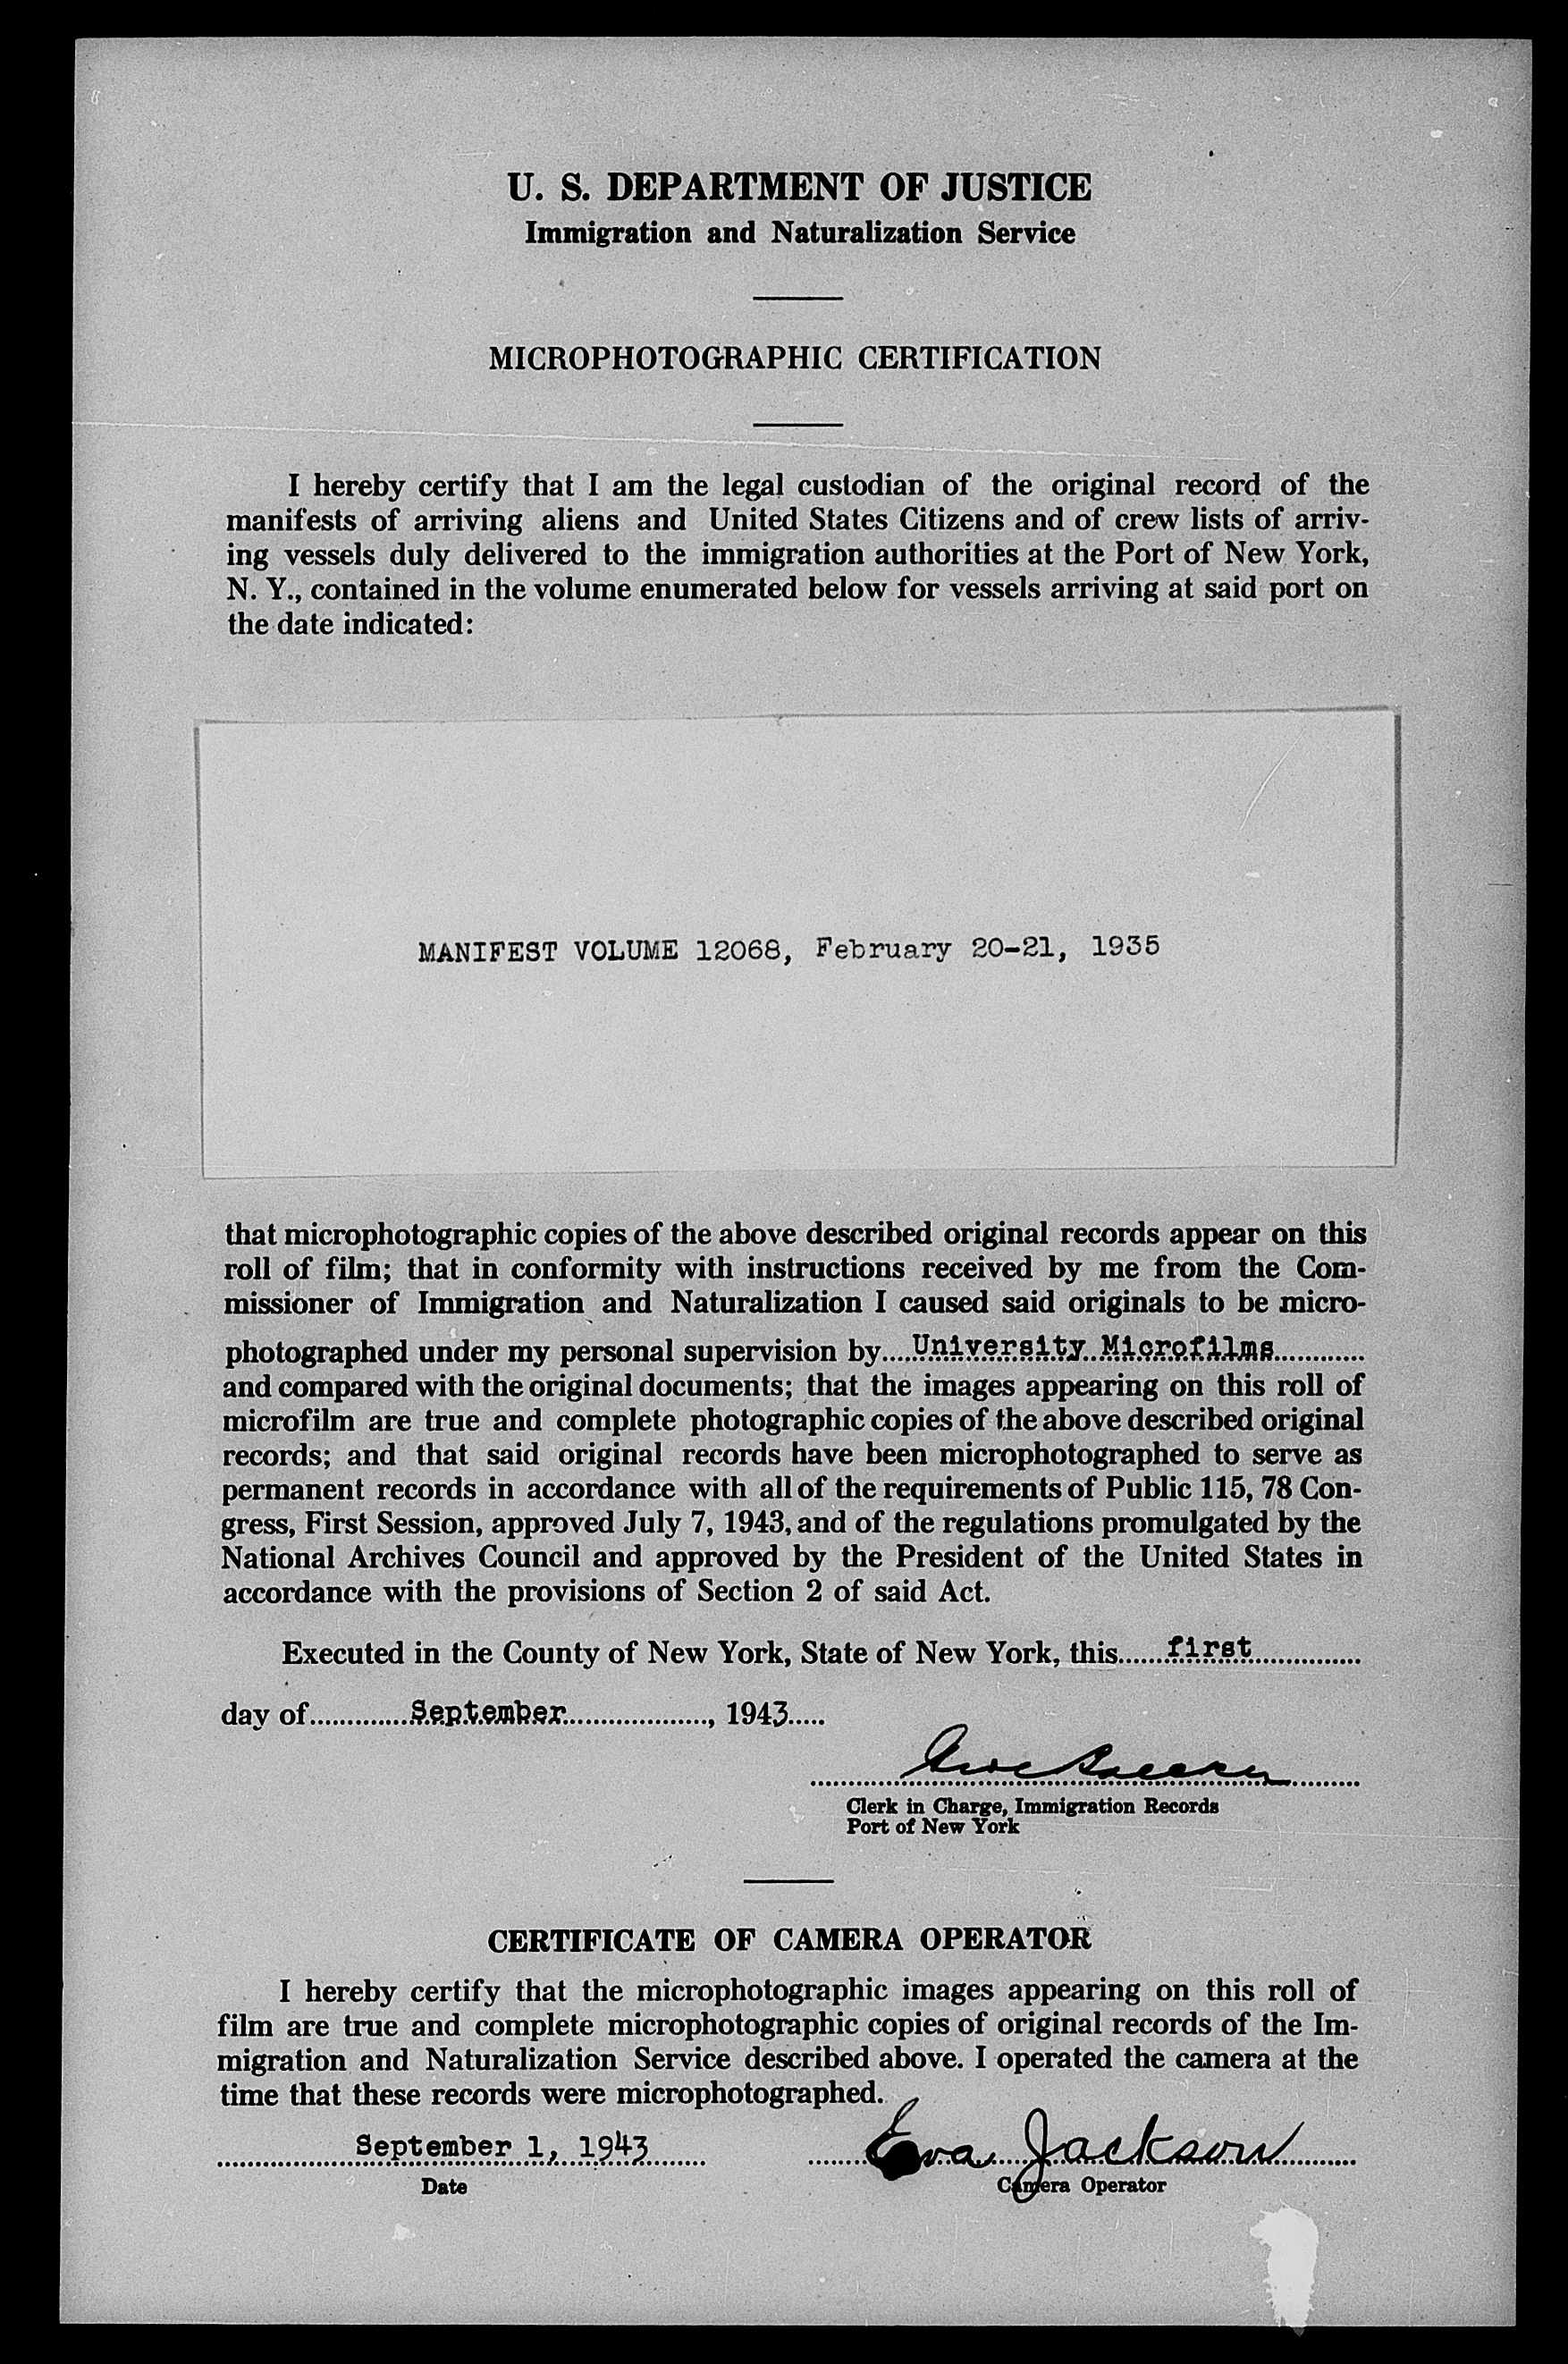 U. S. DEPARTMENT OF JUSTICE
Immigration and Naturalization Service
MICROPHOTOGRAPHIC CERTIFICATION
I hereby certify that I am the legal custodian of the original record of the
manifests of arriving aliens and United States Citizens and of crew lists of arriv-
ing vessels duly delivered to the immigration authorities at the Port of New York,
N. Y., contained in the volume enumerated below for vessels arriving at said port on
the date indicated:
MANIFEST VOLUME 12068, February 20-21, 1935
that microphotographic copies of the above described original records appear on this
roll of film; that in conformity with instructions received by me from the Com-
missioner of Immigration and Naturalization I caused said originals to be micro-
photographed under my personal supervision by....University Microfilms............
and compared with the original documents; that the images appearing on this roll of
microfilm are true and complete photographic copies of the above described original
records; and that said original records have been microphotographed to serve as
permanent records in accordance with all of the requirements of Public 115, 78 Con-
gress, First Session, approved July 7, 1943, and of the regulations promulgated by the
National Archives Council and approved by the President of the United States in
accordance with the provisions of Section 2 of said Act.
Executed in the County of New York, State of New York, this......first...............
day of.............September..................., 1943.....
Clerk in Charge, Immigration Records
Port of New York
CERTIFICATE OF CAMERA OPERATOR
I hereby certify that the microphotographic images appearing on this roll of
film are true and complete microphotographic copies of original records of the Im-
migration and Naturalization Service described above. I operated the camera at the
time that these records were microphotographed.
September 1, 1943 Eva Jackson
Date Camera Operator